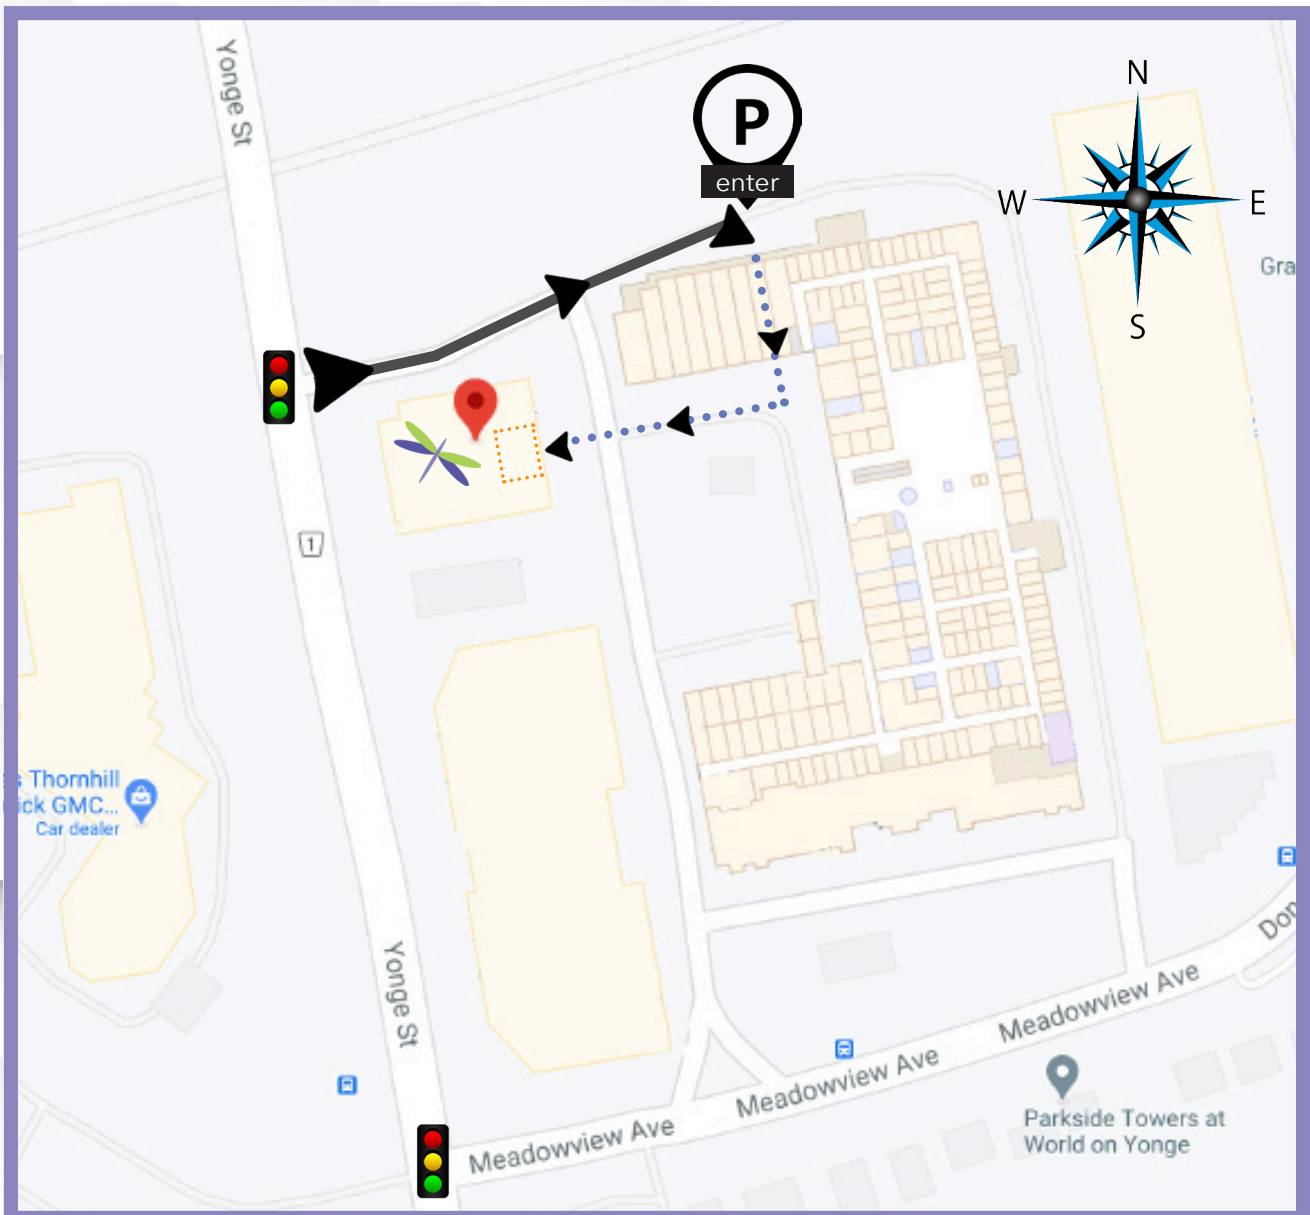 Yonge St
P
enter
N
W
E
S
Gra
1
s Thornhill
ick GMC...
Car dealer
Yonge St
Don
Meadowview Ave
Meadowview Ave
Meadowview Ave
Parkside Towers at
World on Yonge